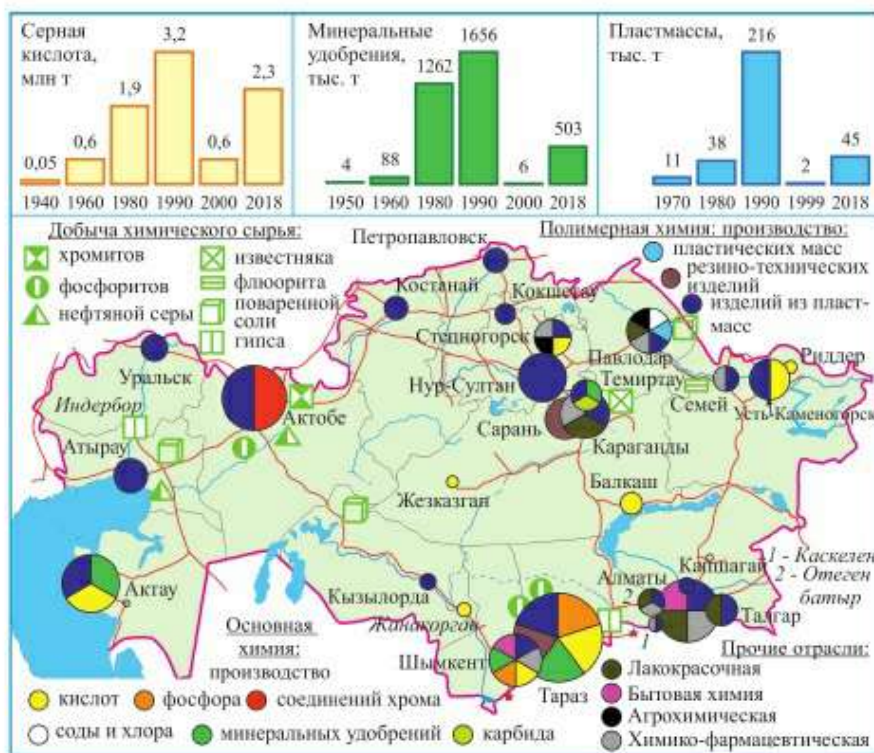 Серная
кислота,
млн т
0,05
0,6
1,9
3,2
0,6
2,3
1940 1960 1980 1990 2000 2018
Минеральные
удобрения,
тыс. т
4
88
1262
1656
6
503
1950 1960 1980 1990 2000 2018
Пластмассы,
тыс. т
11
38
216
2
45
1970 1980 1990 1999 2018
Добыча химического сырья:
хромитов
фосфоритов
нефтяной серы
известняка
флюорита
поваренной
соли
гипса
Полимерная химия: производство:
пластических масс
резино-технических
изделий
изделий из пласт-
масс
Петропавловск
Костанай
Кокшетау
Степногорск
Павлодар
Уральск
Актобе
Нур-Султан
Темиртау
Семей
Риддер
Усть-Каменогорск
Индербор
Сарань
Караганды
Атырау
Жезказган
Балкаш
Актау
Кызылорда
Жанакорган
Алматы
Капшагай
1 - Каскелен
2 - Отеген
батыр
2
1
Талгар
Шымкент
Тараз
Основная
химия:
производство
кислот
фосфора
соединений хрома
соды и хлора
минеральных удобрений
карбида
Прочие отрасли:
Лакокрасочная
Бытовая химия
Агрохимическая
Химико-фармацевтическая